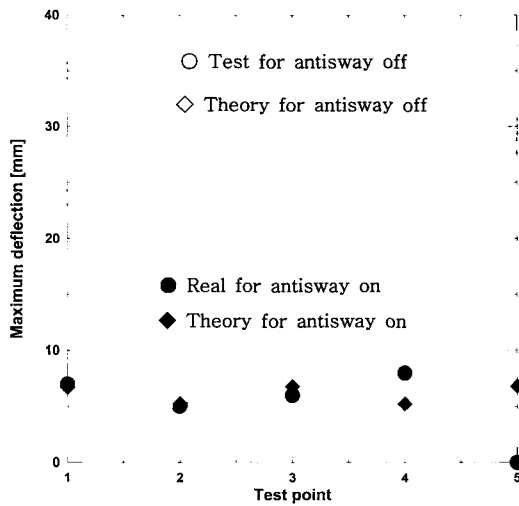 40
Test for antisway off
Theory for antisway off
30
Maximum deflection [mm]
20
Real for antisway on
Theory for antisway on
10
0
1 2 3 4 5
Test point